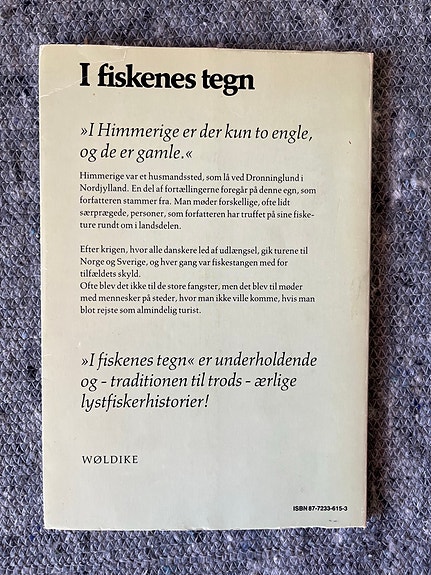 I fiskenes tegn
»I Himmerige er der kun to engle,
og de er gamle.«
Himmerige var et husmandssted, som lå ved Dronninglund i
Nordjylland. En del af fortællingerne foregår på denne egn, som
forfatteren stammer fra. Man møder forskellige, ofte lidt
særprægede, personer, som forfatteren har truffet på sine fiske-
ture rundt om i landsdelen.
Efter krigen, hvor alle danskere led af udlængsel, gik turene til
Norge og Sverige, og hver gang var fiskestangen med for
tilfældets skyld.
Ofte blev det ikke til de store fangster, men det blev til møder
med mennesker på steder, hvor man ikke ville komme, hvis man
blot rejste som almindelig turist.
»I fiskenes tegn« er underholdende
og - traditionen til trods - ærlige
lystfiskerhistorier!
WØLDIKE
ISBN 87-7233-615-3